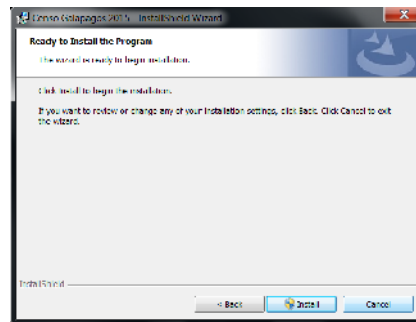 Censo Galapagos 2015 - InstallShield Wizard
Ready to Install the Program
The wizard is ready to begin installation.
Click Install to begin the installation.
If you want to review or change any of your installation settings, click Back. Click Cancel to exit
the wizard.
InstallShield
< Back
Install
Cancel